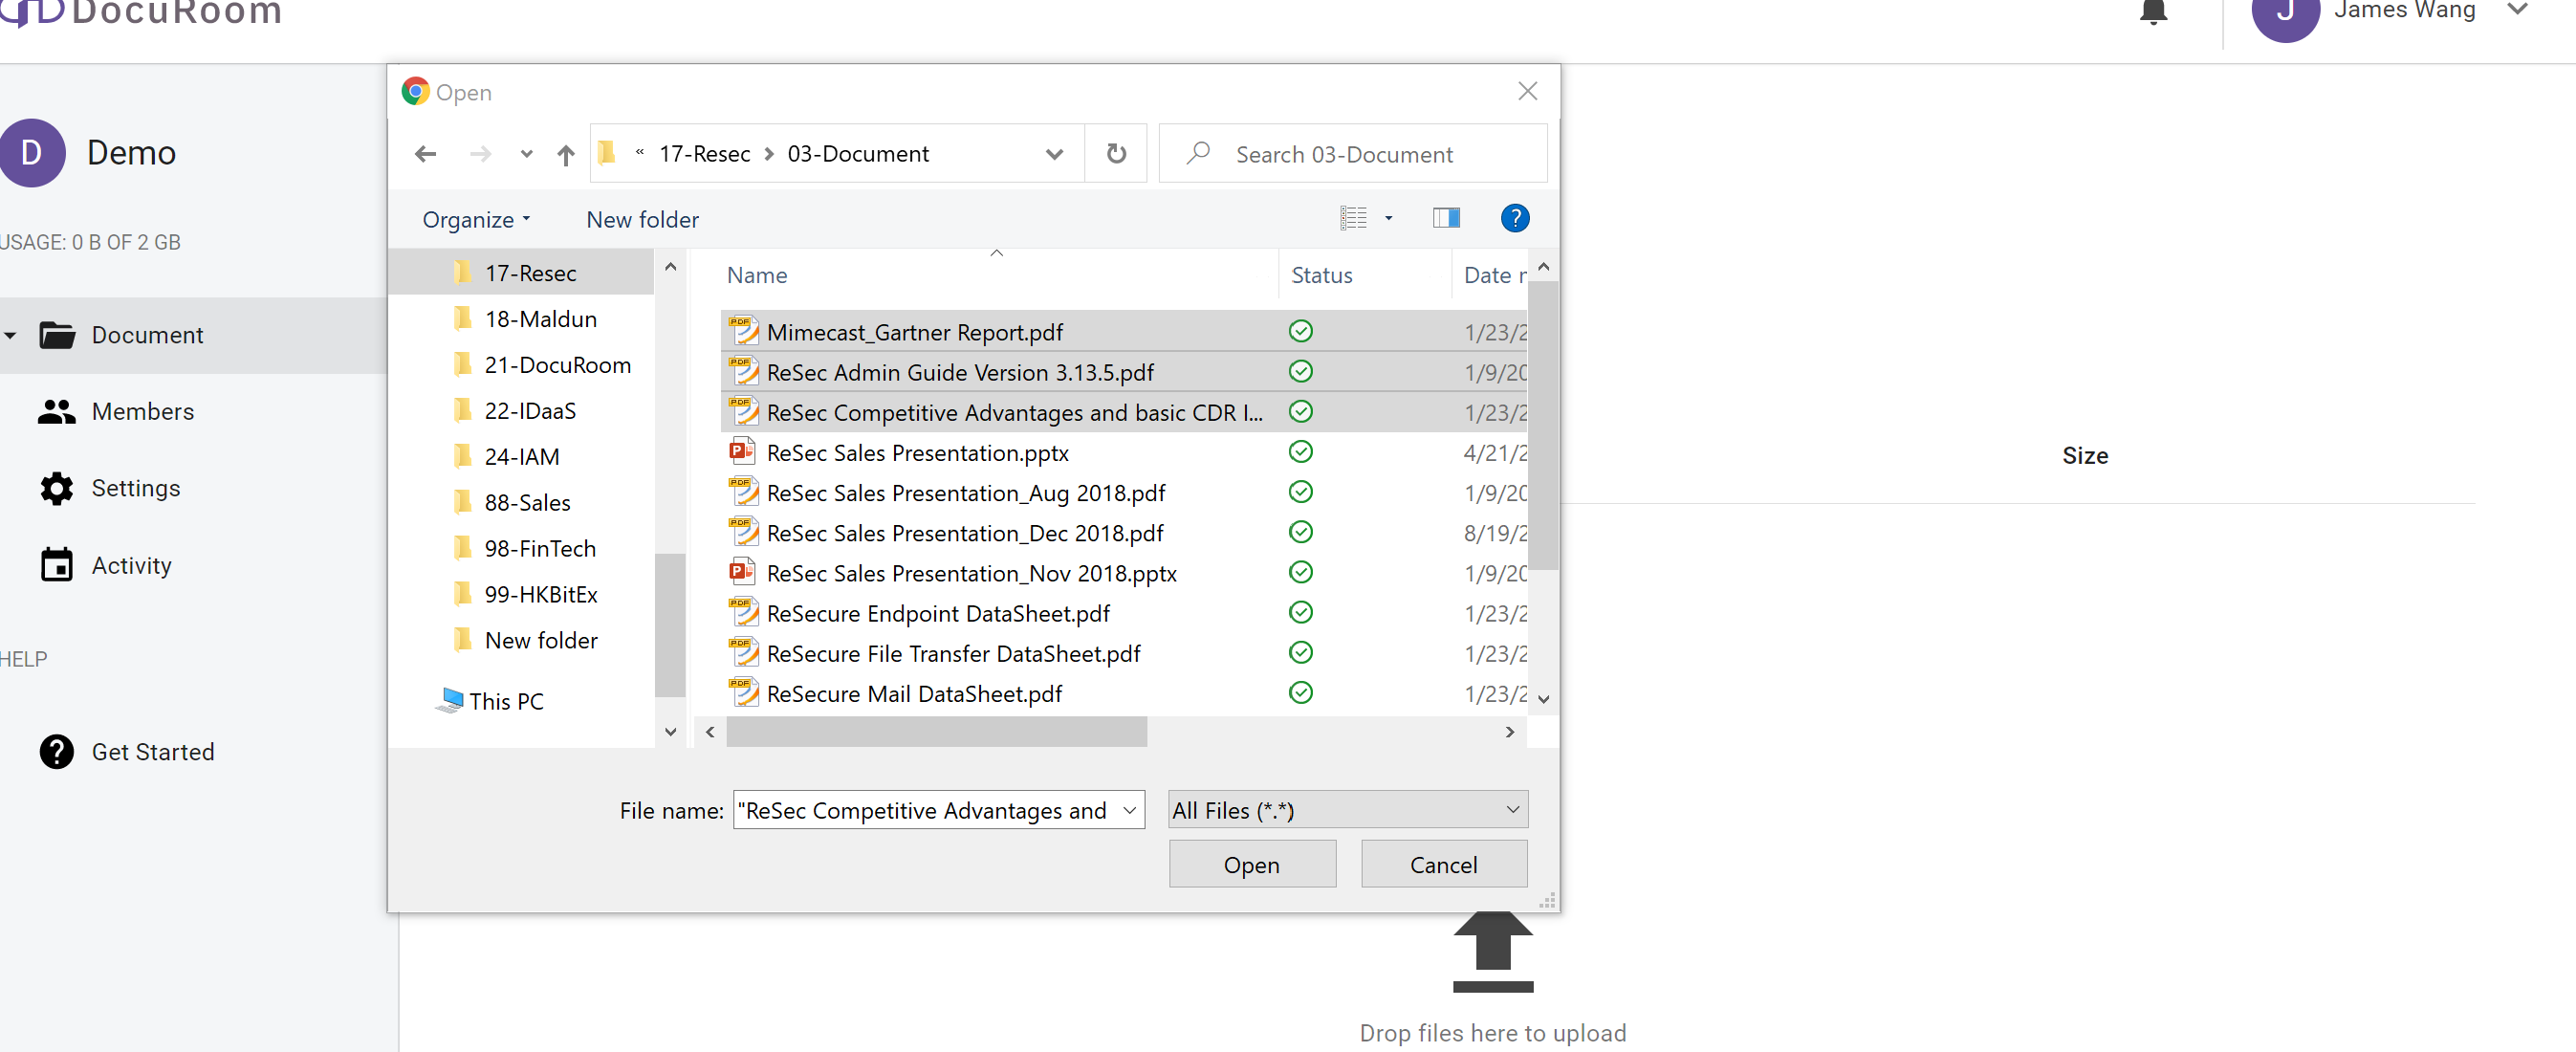 DocuRoom
J
James Wang
D
Demo
USAGE: 0 B OF 2 GB
Document
Members
Settings
Activity
HELP
Get Started
Open
« 17-Resec > 03-Document
Search 03-Document
Organize
New folder
?
17-Resec
18-Maldun
21-DocuRoom
22-IDaaS
24-IAM
88-Sales
98-FinTech
99-HKBitEx
New folder
This PC
Name Status Date
Mimecast_Gartner Report.pdf 1/23/2
ReSec Admin Guide Version 3.13.5.pdf 1/9/20
ReSec Competitive Advantages and basic CDR I... 1/23/2
ReSec Sales Presentation.pptx 4/21/2
ReSec Sales Presentation_Aug 2018.pdf 1/9/20
ReSec Sales Presentation_Dec 2018.pdf 8/19/2
ReSec Sales Presentation_Nov 2018.pptx 1/9/20
ReSecure Endpoint DataSheet.pdf 1/23/2
ReSecure File Transfer DataSheet.pdf 1/23/2
ReSecure Mail DataSheet.pdf 1/23/2
File name: "ReSec Competitive Advantages and
All Files (*.*)
Open
Cancel
Size
Drop files here to upload